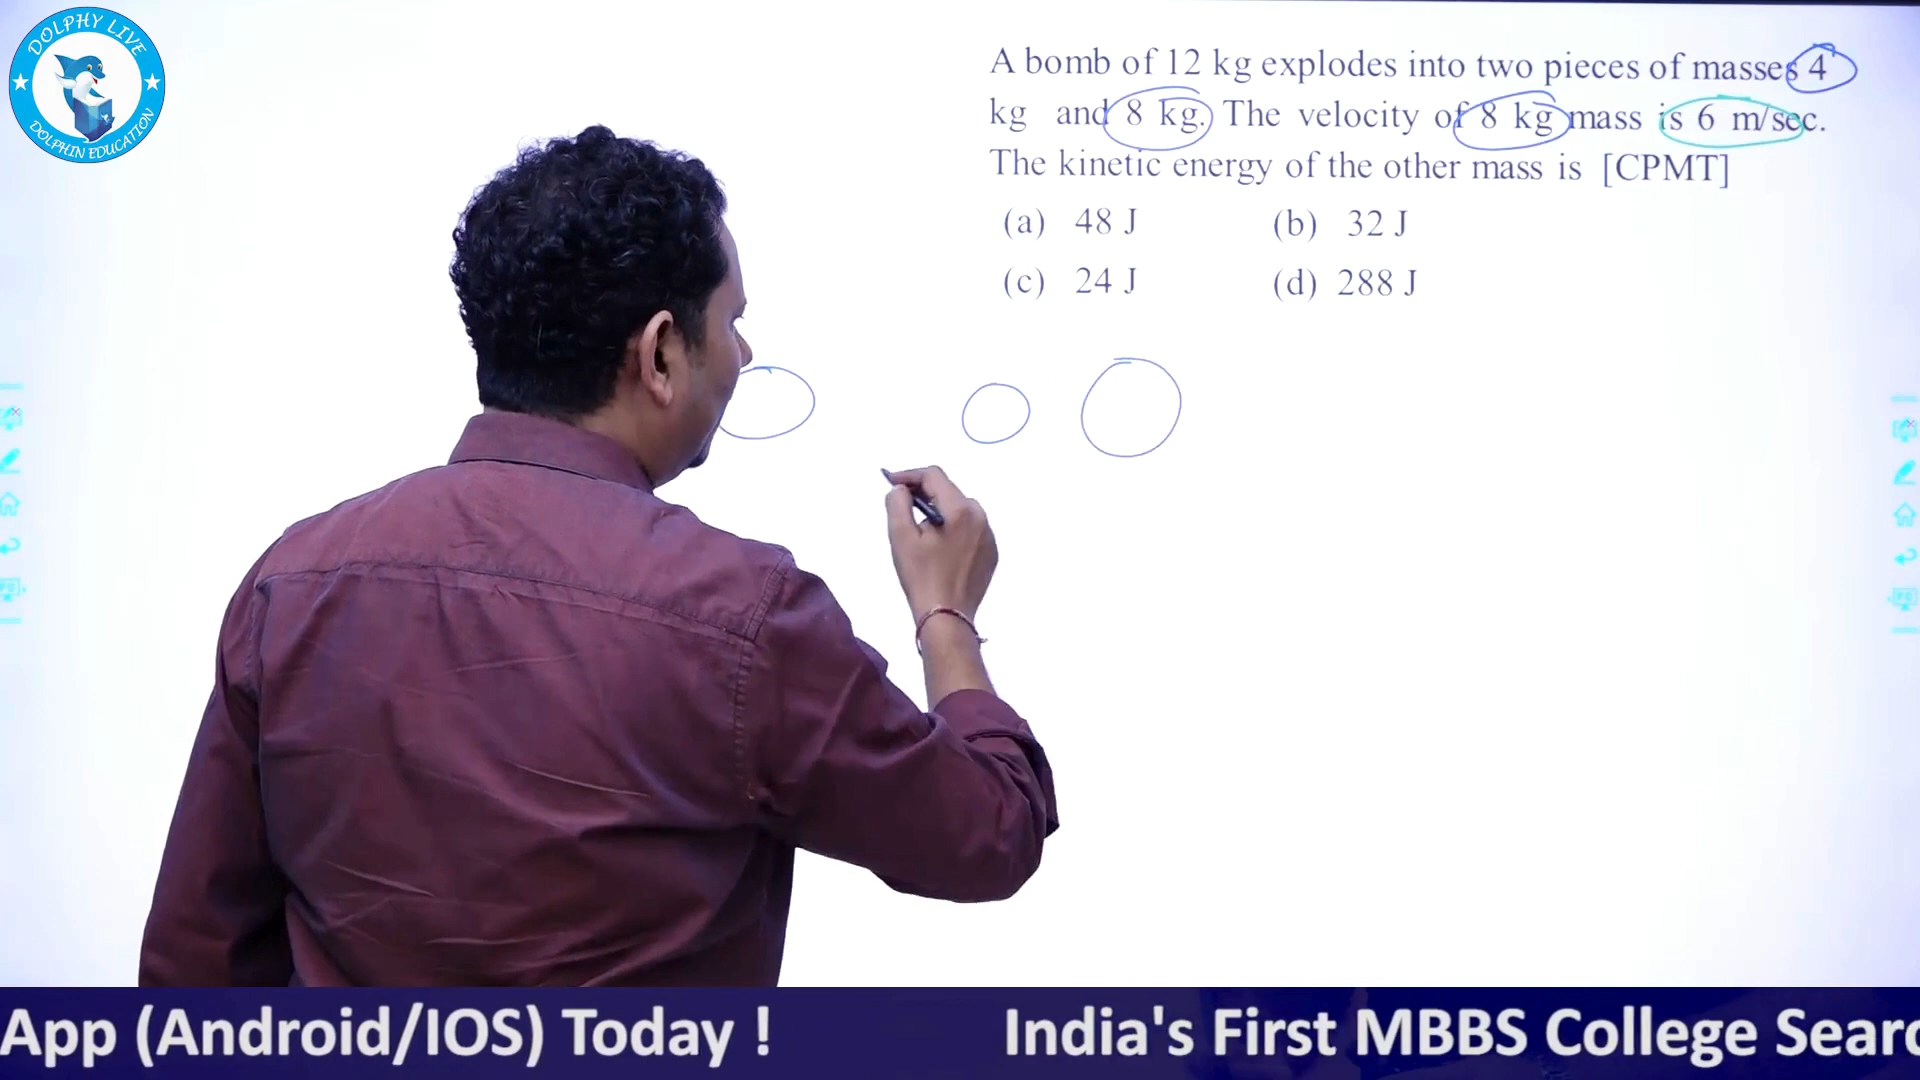 DOLPHY LIVE
DOLPHIN EDUCATION
A bomb of 12 kg explodes into two pieces of masses 4
kg and 8 kg. The velocity of 8 kg mass is 6 m/sec.
The kinetic energy of the other mass is [CPMT]
(a) 48 J (b) 32 J
(c) 24 J (d) 288 J
App (Android/IOS) Today ! India's First MBBS College Searc